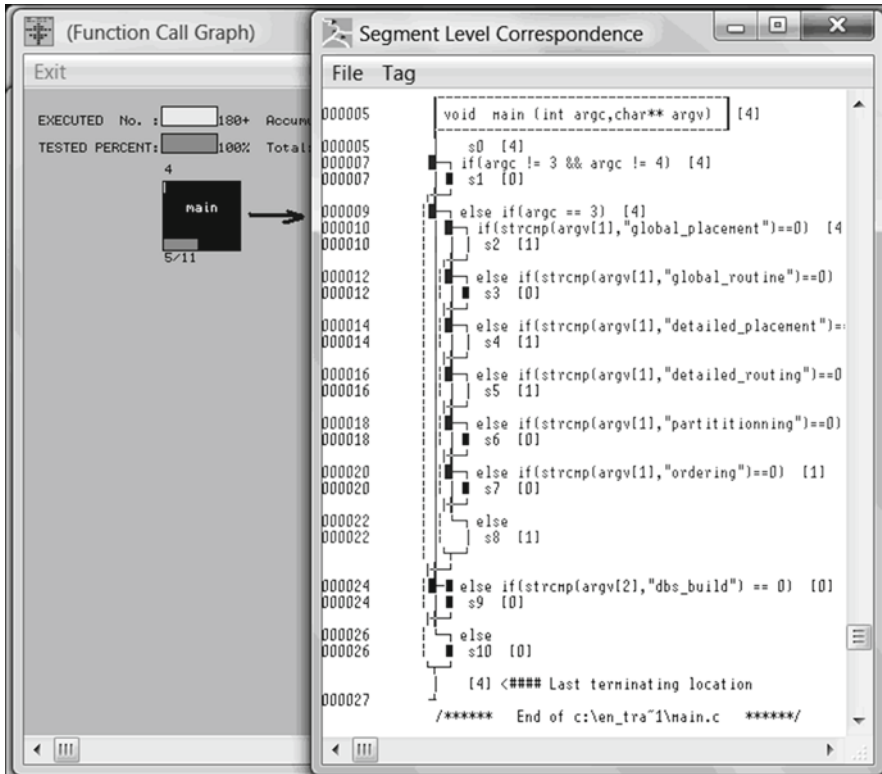 (Function Call Graph)
Exit
EXECUTED No. : 180+ Accumu
TESTED PERCENT: 100% Total:
4
main
5/11
Segment Level Correspondence
File Tag
000005 void main (int argc,char** argv) [4]
000005 s0 [4]
000007 if(argc != 3 && argc != 4) [4]
000007 s1 [0]
000009 else if(argc == 3) [4]
000010 if(strcmp(argv[1],"global_placement")==0) [4
000010 s2 [1]
000012 else if(strcmp(argv[1],"global_routine")==0)
000012 s3 [0]
000014 else if(strcmp(argv[1],"detailed_placement")=
000014 s4 [1]
000016 else if(strcmp(argv[1],"detailed_routing")==0
000016 s5 [1]
000018 else if(strcmp(argv[1],"partititionning")==0)
000018 s6 [0]
000020 else if(strcmp(argv[1],"ordering")==0) [1]
000020 s7 [0]
000022 else
000022 s8 [1]
000024 else if(strcmp(argv[2],"dbs_build") == 0) [0]
000024 s9 [0]
000026 else
000026 s10 [0]
[4] <#### Last terminating location
000027
/****** End of c:\en_tra~1\main.c ******/